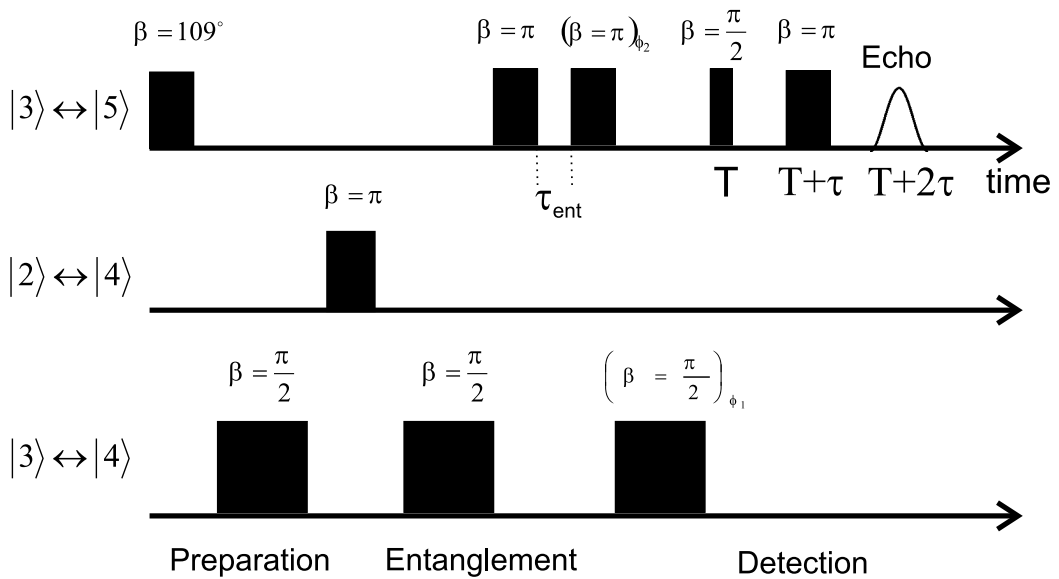 β = 109°
β = π
(β = π)ϕ₂
β = π/2
β = π
Echo
|3⟩ ↔ |5⟩
τent
T
T+τ
T+2τ
time
β = π
|2⟩ ↔ |4⟩
β = π/2
β = π/2
(β = π/2)ϕ₁
|3⟩ ↔ |4⟩
Preparation
Entanglement
Detection